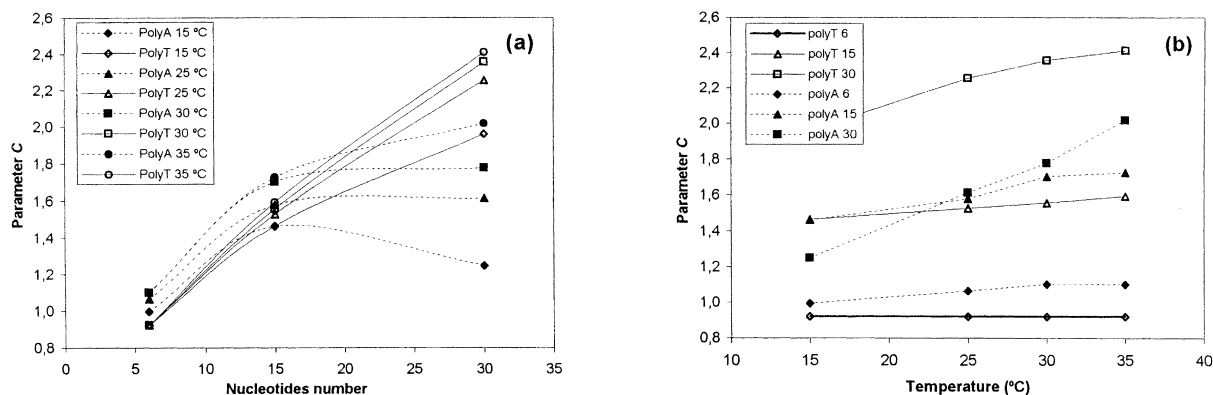 2,6
2,4
2,2
2,0
1,8
1,6
1,4
1,2
1,0
0,8
Parameter C
PolyA 15 ºC
PolyT 15 ºC
PolyA 25 ºC
PolyT 25 ºC
PolyA 30 ºC
PolyT 30 ºC
PolyA 35 ºC
PolyT 35 ºC
(a)
0 5 10 15 20 25 30 35
Nucleotides number
2,6
2,4
2,2
2,0
1,8
1,6
1,4
1,2
1,0
0,8
Parameter C
polyT 6
polyT 15
polyT 30
polyA 6
polyA 15
polyA 30
(b)
10 15 20 25 30 35 40
Temperature (ºC)